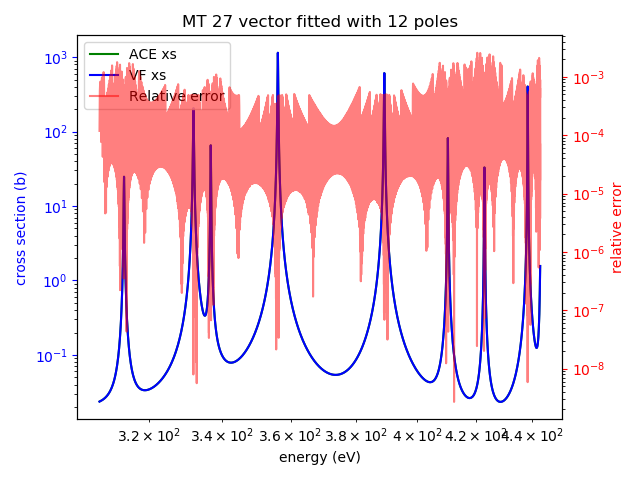 MT 27 vector fitted with 12 poles
ACE xs
VF xs
Relative error
10³
10²
10¹
10⁰
10⁻¹
cross section (b)
10⁻³
10⁻⁴
10⁻⁵
10⁻⁶
10⁻⁷
10⁻⁸
relative error
3.2 × 10² 3.4 × 10² 3.6 × 10² 3.8 × 10² 4 × 10² 4.2 × 10² 4.4 × 10²
energy (eV)